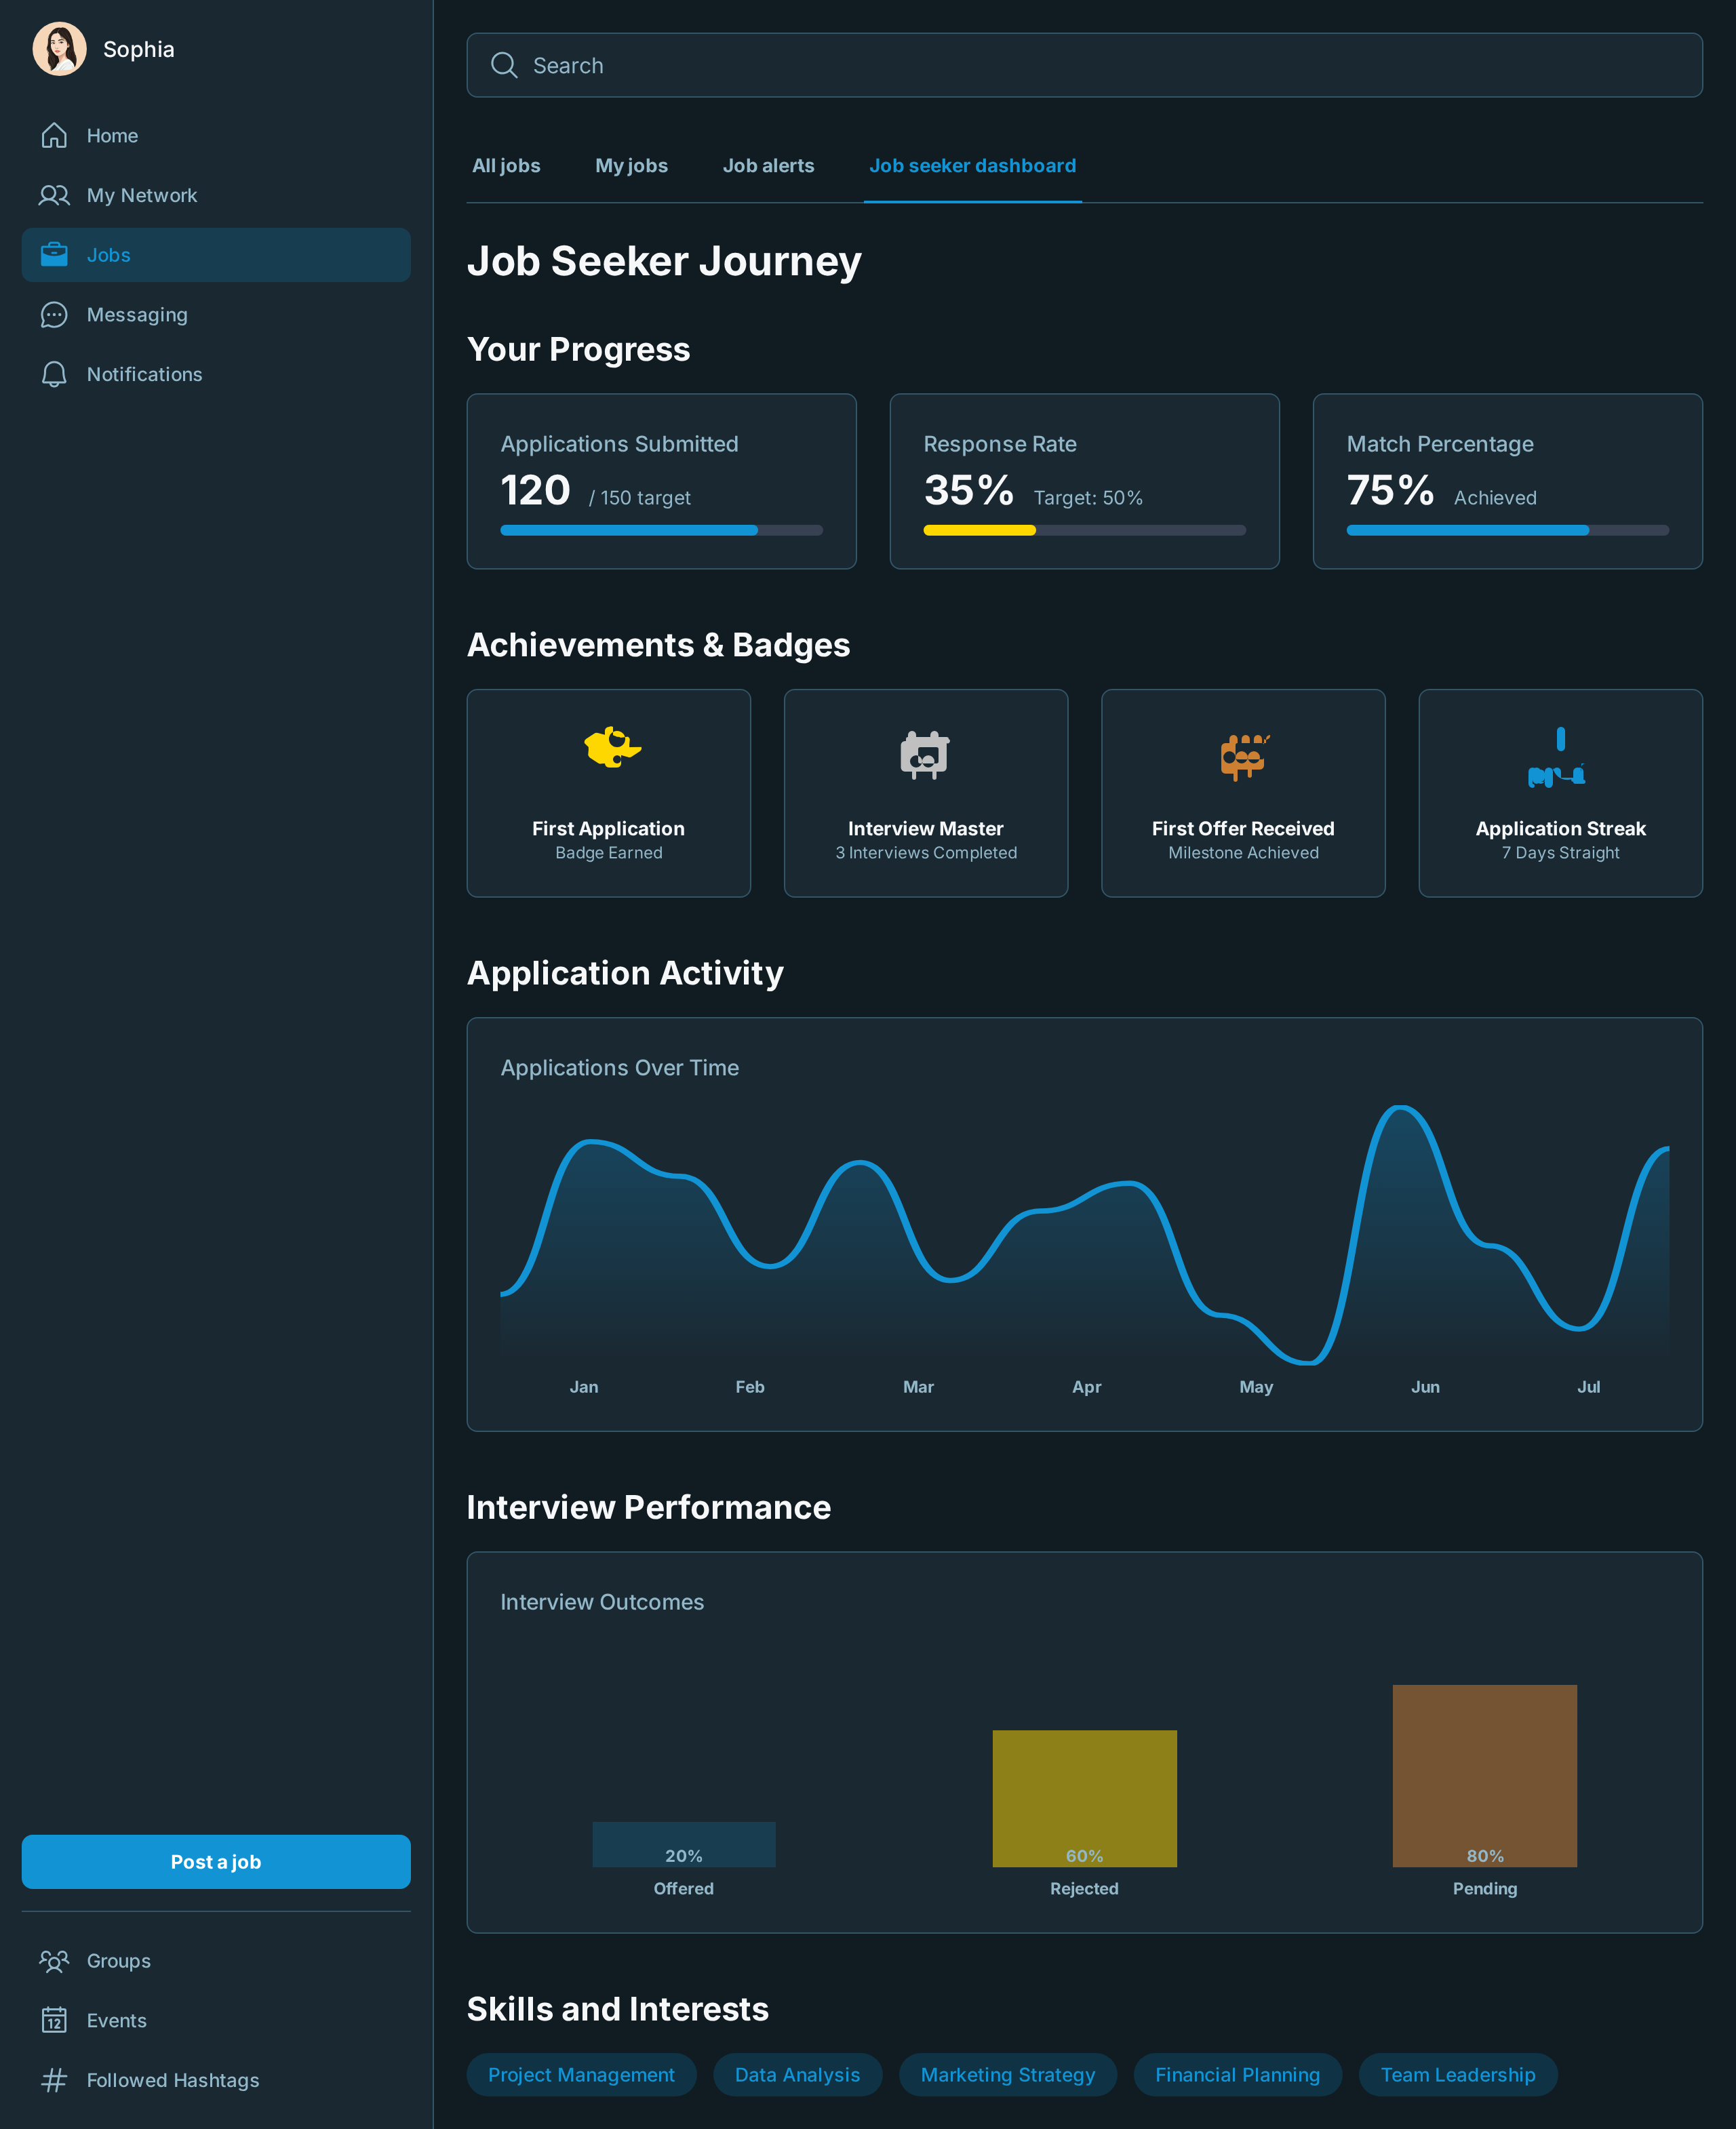 Sophia
Home
My Network
Jobs
Messaging
Notifications
Post a job
Groups
12
Events
Followed Hashtags
Search
All jobs
My jobs
Job alerts
Job seeker dashboard
Job Seeker Journey
Your Progress
Applications Submitted
120 / 150 target
Response Rate
35% Target: 50%
Match Percentage
75% Achieved
Achievements & Badges
First Application
Badge Earned
Interview Master
3 Interviews Completed
First Offer Received
Milestone Achieved
Application Streak
7 Days Straight
Application Activity
Applications Over Time
Jan Feb Mar Apr May Jun Jul
Interview Performance
Interview Outcomes
20%
Offered
60%
Rejected
80%
Pending
Skills and Interests
Project Management
Data Analysis
Marketing Strategy
Financial Planning
Team Leadership